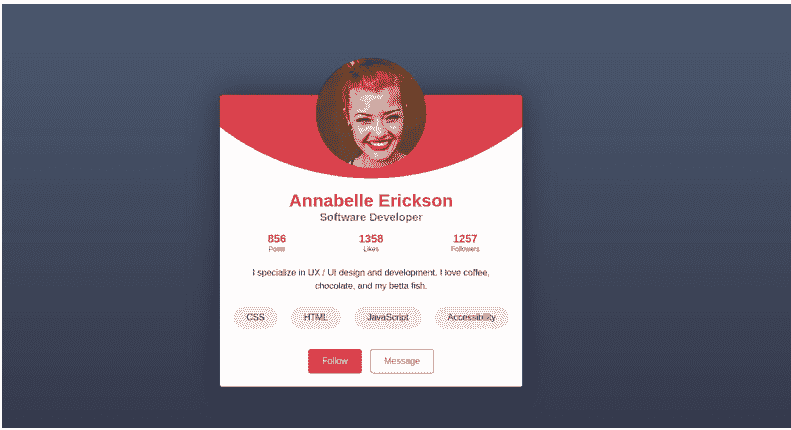 Annabelle Erickson
Software Developer
856 1358 1257
Posts Likes Followers
I specialize in UX / UI design and development. I love coffee,
chocolate, and my betta fish.
CSS HTML JavaScript Accessibility
Follow Message